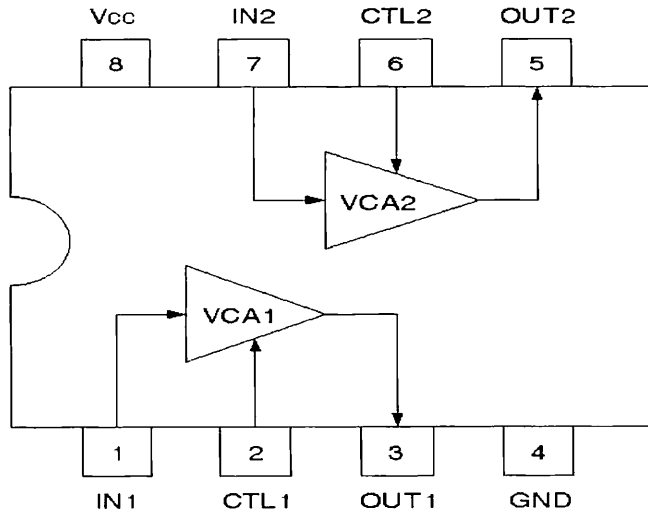 Vcc IN2 CTL2 OUT2
8 7 6 5
VCA2
VCA1
1 2 3 4
IN1 CTL1 OUT1 GND